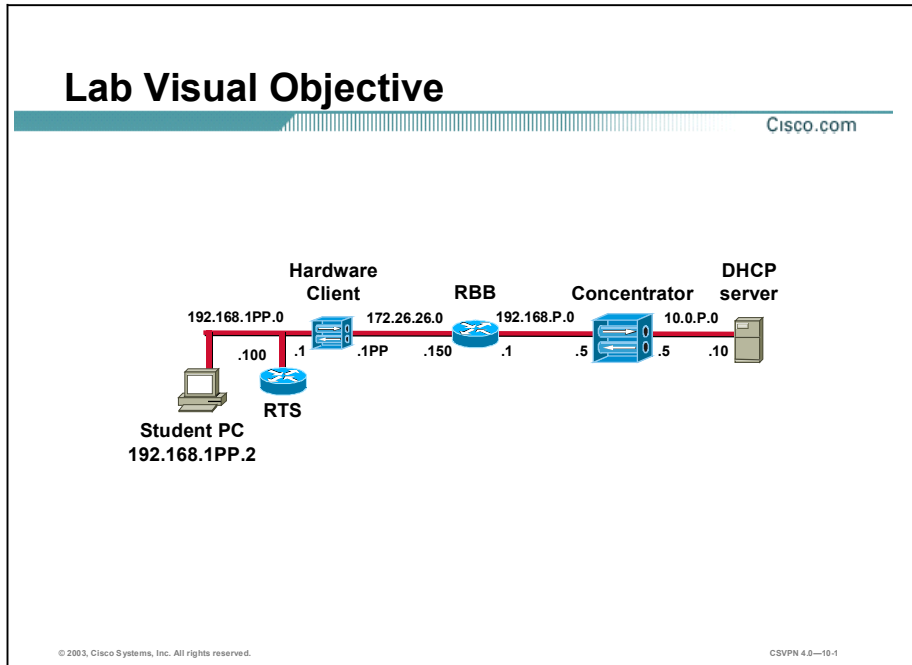 Lab Visual Objective
Cisco.com
Hardware
Client
RBB
Concentrator
DHCP
server
192.168.1PP.0
172.26.26.0
192.168.P.0
10.0.P.0
.100
.1
.1PP
.150
.1
.5
.5
.10
RTS
Student PC
192.168.1PP.2
© 2003, Cisco Systems, Inc. All rights reserved.
CSVPN 4.0—10-1